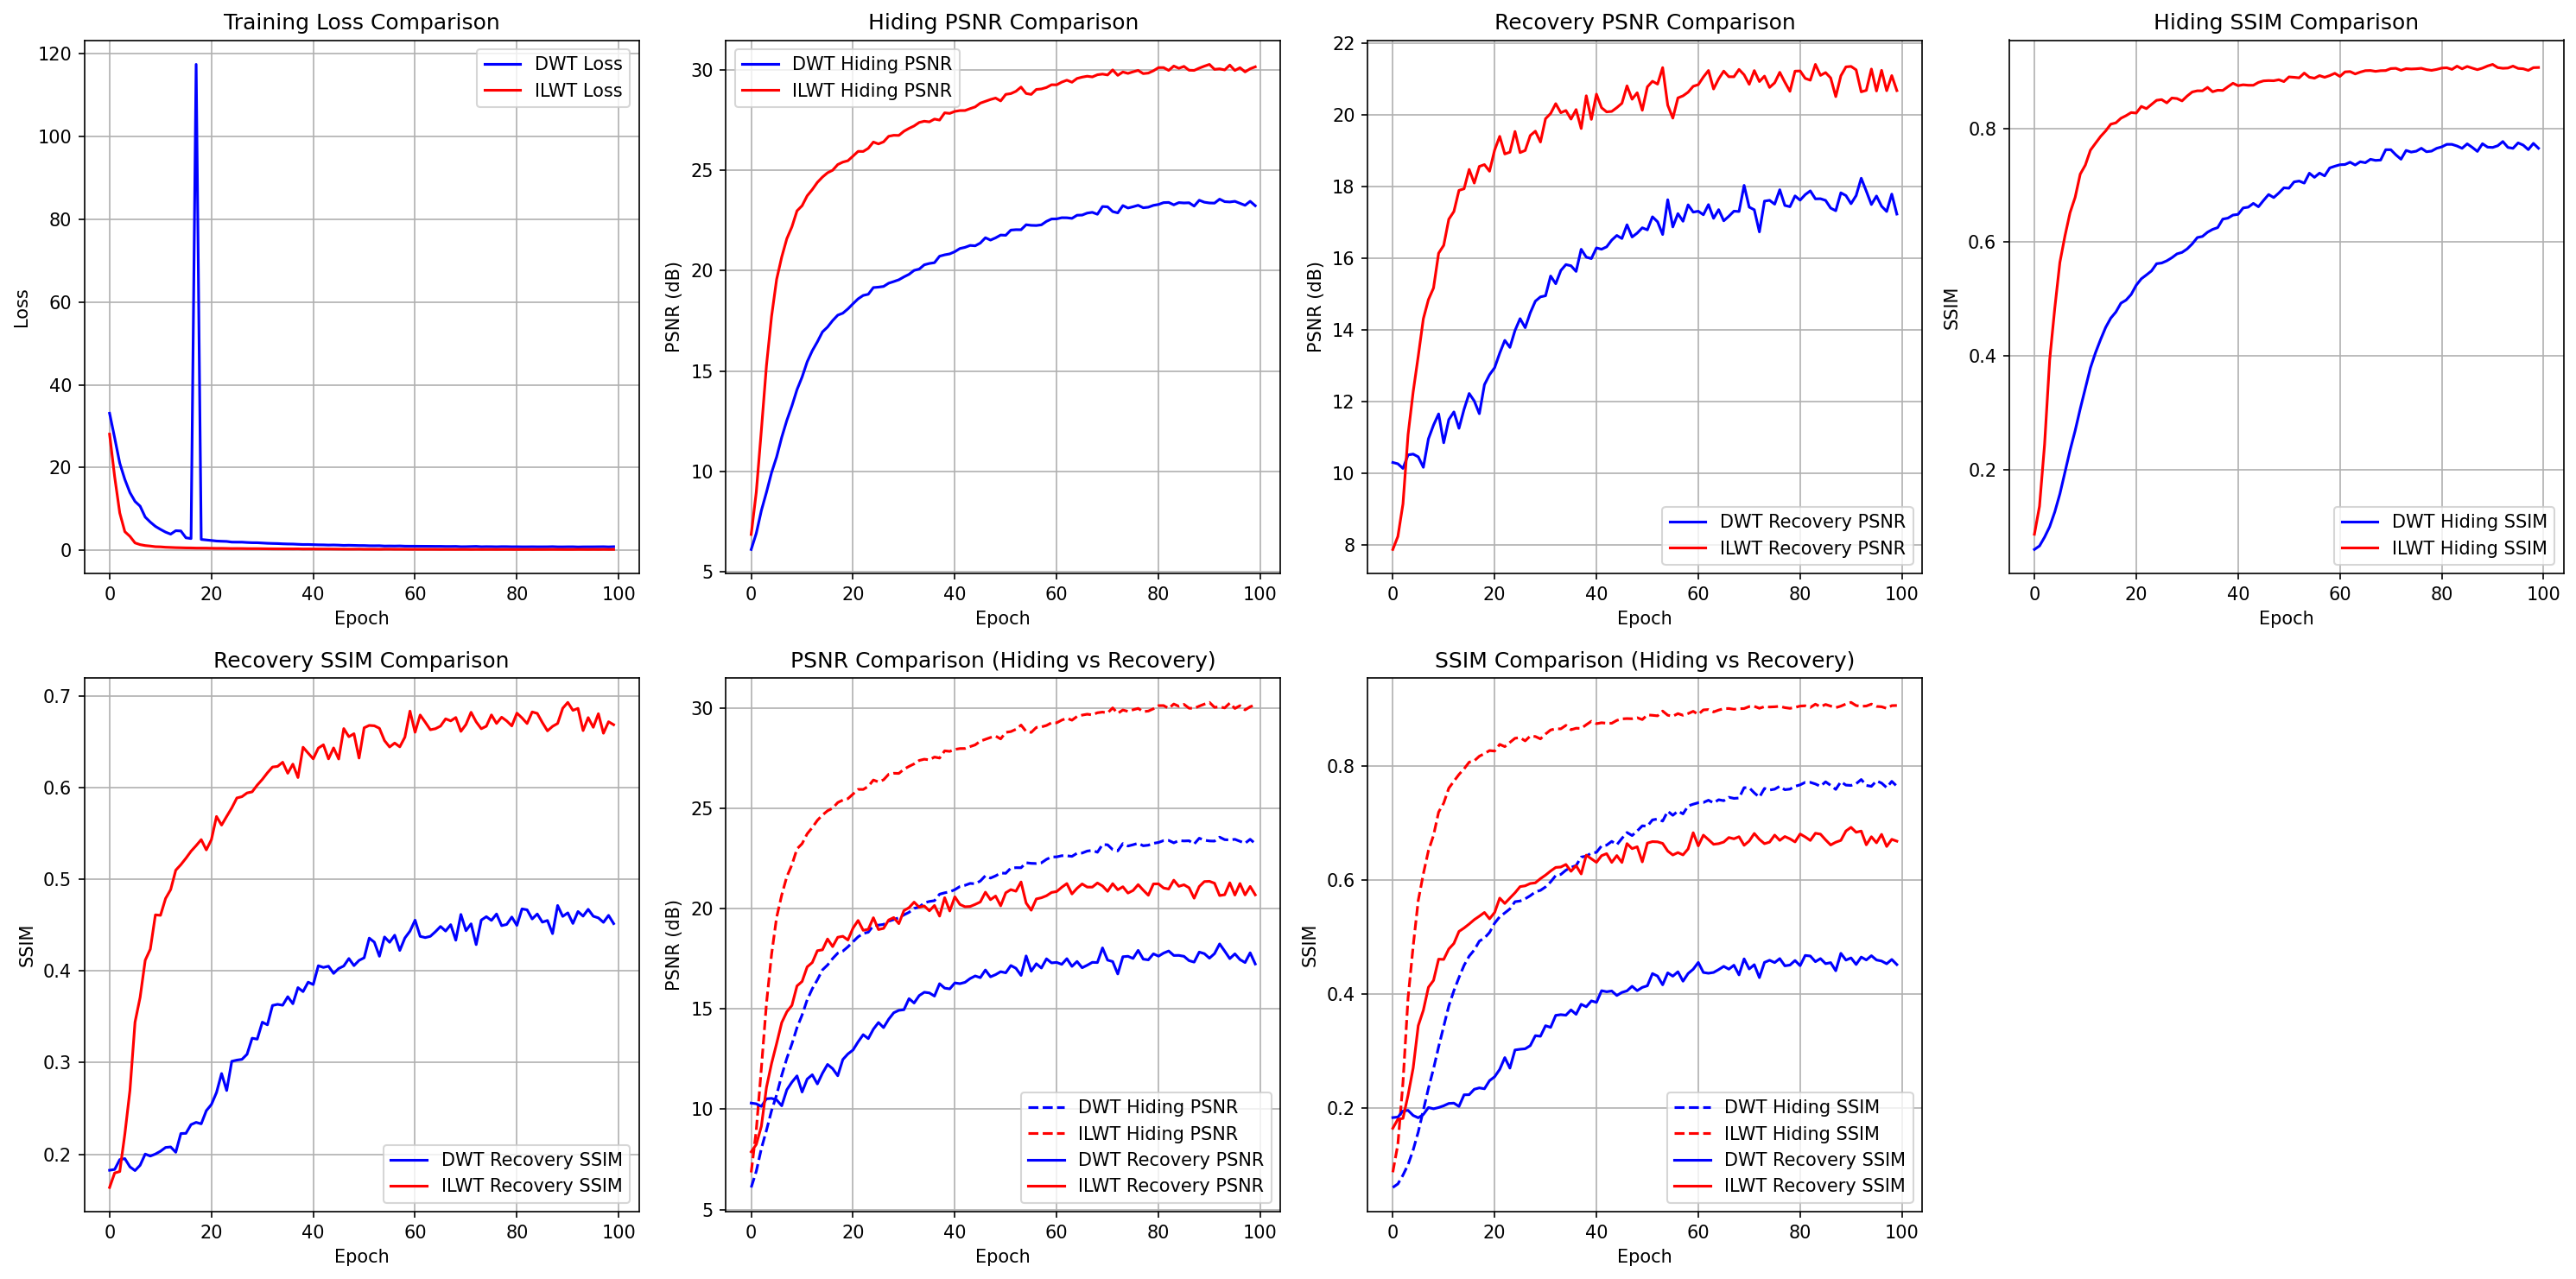 Training Loss Comparison
120
100
80
60
40
20
0
Loss
DWT Loss
ILWT Loss
0 20 40 60 80 100
Epoch
Hiding PSNR Comparison
30
25
20
15
10
5
PSNR (dB)
DWT Hiding PSNR
ILWT Hiding PSNR
0 20 40 60 80 100
Epoch
Recovery PSNR Comparison
22
20
18
16
14
12
10
8
PSNR (dB)
DWT Recovery PSNR
ILWT Recovery PSNR
0 20 40 60 80 100
Epoch
Hiding SSIM Comparison
0.8
0.6
0.4
0.2
SSIM
DWT Hiding SSIM
ILWT Hiding SSIM
0 20 40 60 80 100
Epoch
Recovery SSIM Comparison
0.7
0.6
0.5
0.4
0.3
0.2
SSIM
DWT Recovery SSIM
ILWT Recovery SSIM
0 20 40 60 80 100
Epoch
PSNR Comparison (Hiding vs Recovery)
30
25
20
15
10
5
PSNR (dB)
DWT Hiding PSNR
ILWT Hiding PSNR
DWT Recovery PSNR
ILWT Recovery PSNR
0 20 40 60 80 100
Epoch
SSIM Comparison (Hiding vs Recovery)
0.8
0.6
0.4
0.2
SSIM
DWT Hiding SSIM
ILWT Hiding SSIM
DWT Recovery SSIM
ILWT Recovery SSIM
0 20 40 60 80 100
Epoch